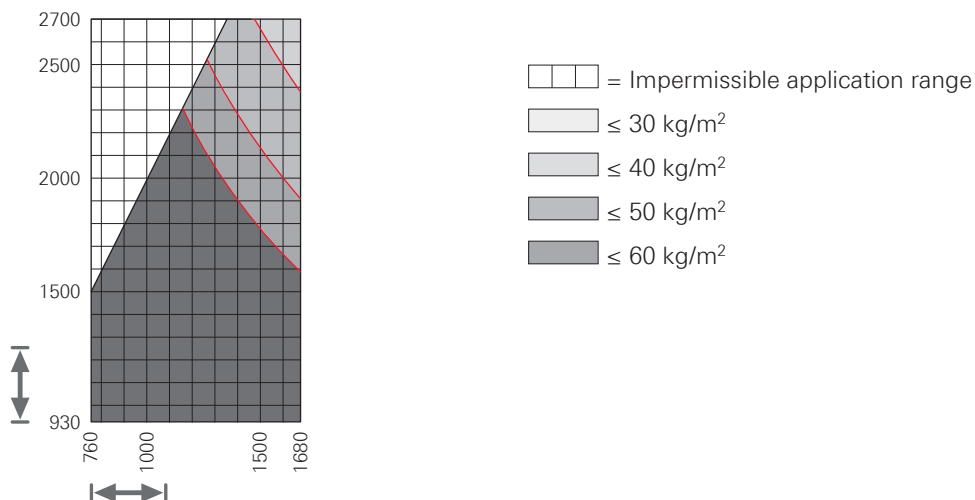 2700
2500
2000
1500
930
760
1000
1500
1680
= Impermissible application range
≤ 30 kg/m²
≤ 40 kg/m²
≤ 50 kg/m²
≤ 60 kg/m²